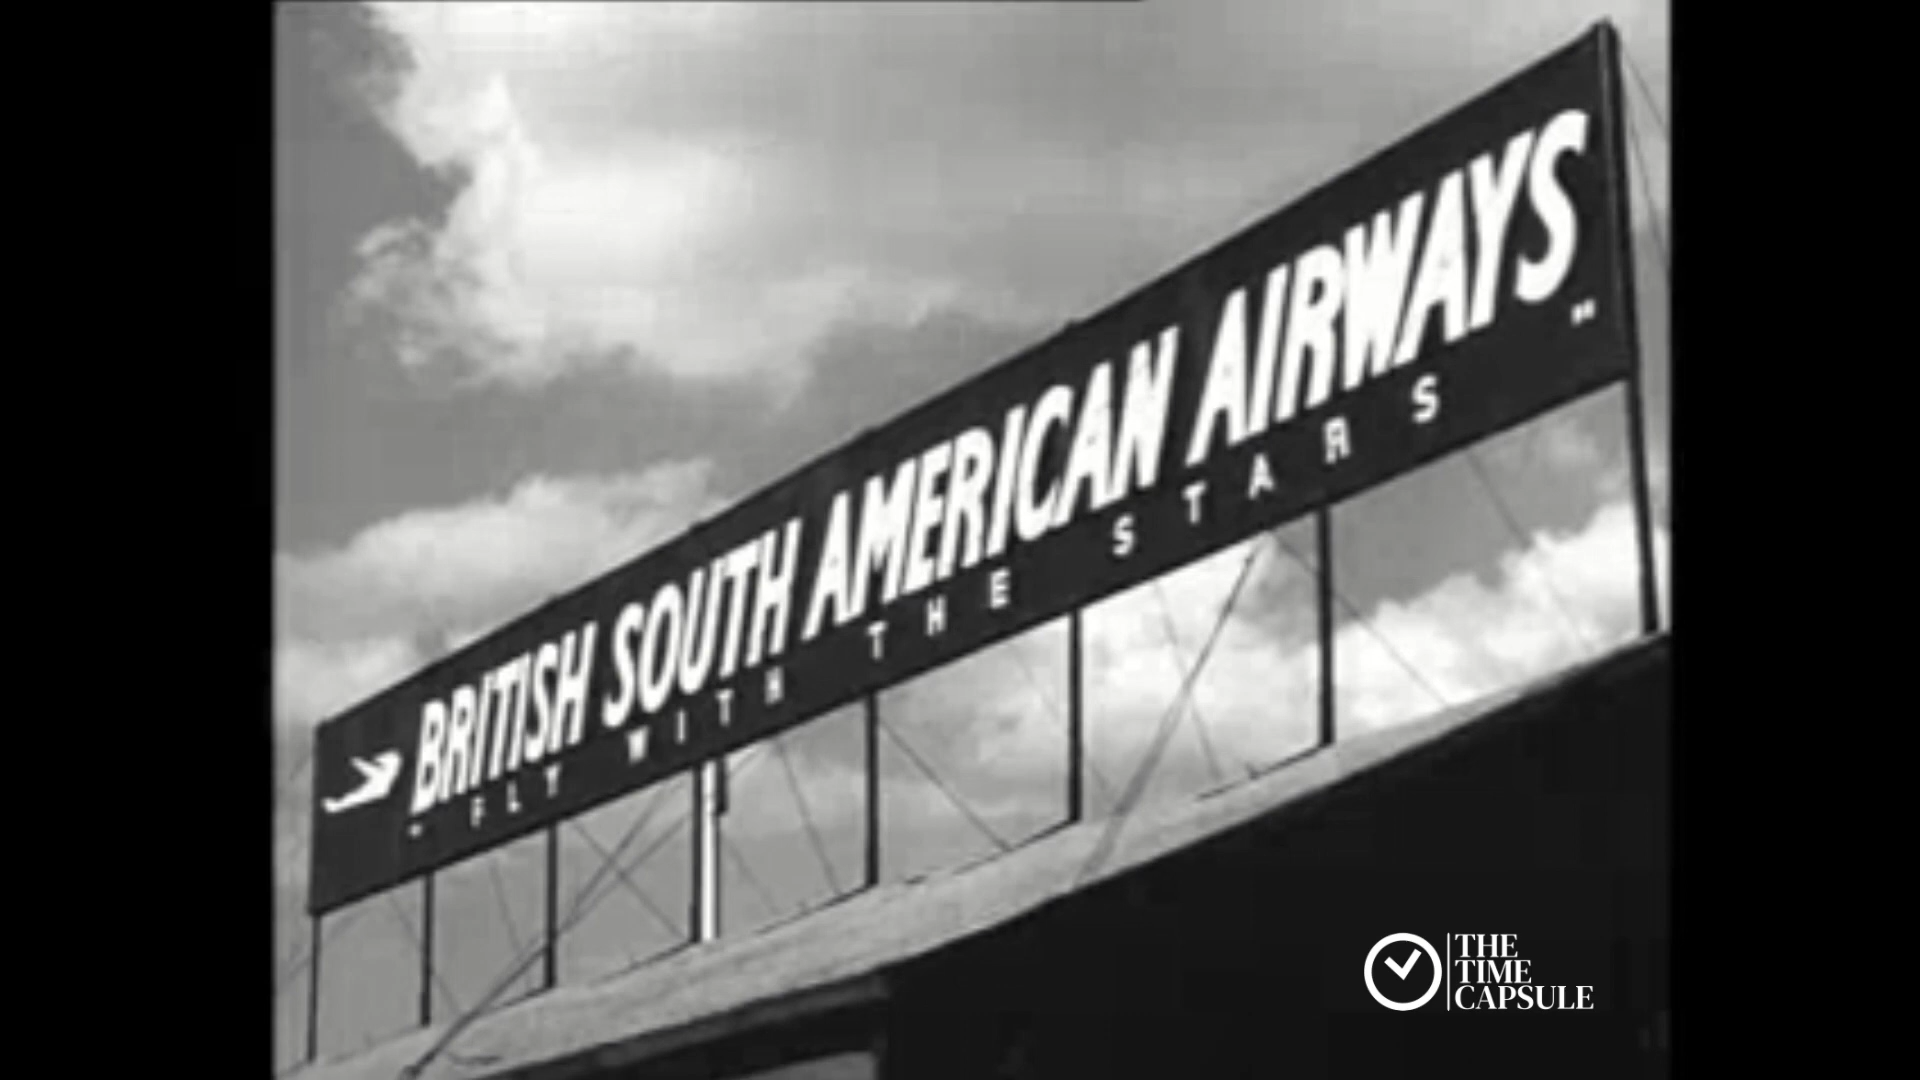 BRITISH SOUTH AMERICAN AIRWAYS
"FLY WITH THE STARS"
THE
TIME
CAPSULE